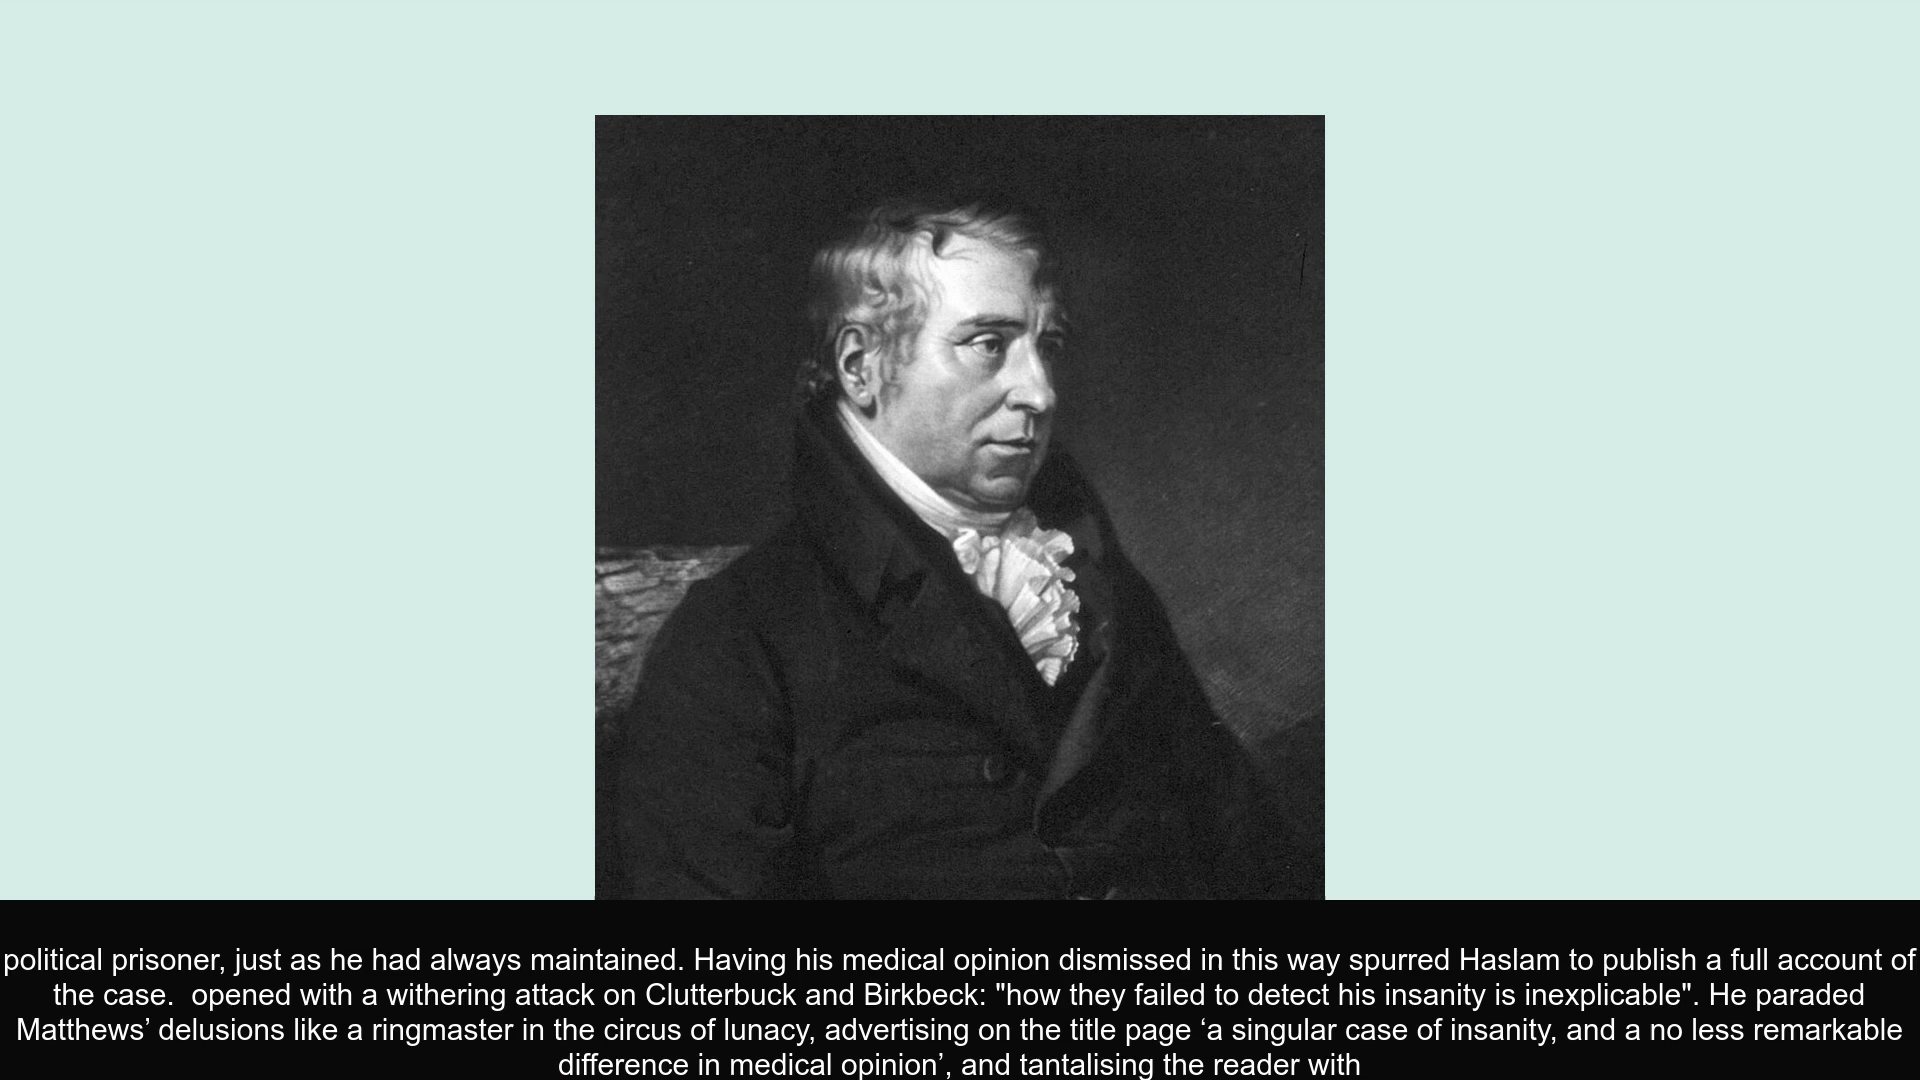 political prisoner, just as he had always maintained. Having his medical opinion dismissed in this way spurred Haslam to publish a full account of
the case.  opened with a withering attack on Clutterbuck and Birkbeck: "how they failed to detect his insanity is inexplicable". He paraded
Matthews’ delusions like a ringmaster in the circus of lunacy, advertising on the title page ‘a singular case of insanity, and a no less remarkable
difference in medical opinion’, and tantalising the reader with